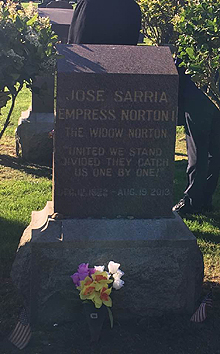 JOSE SARRIA
EMPRESS NORTON I
THE WIDOW NORTON
"UNITED WE STAND
DIVIDED THEY CATCH
US ONE BY ONE!"
DEC. 12, 1922 - AUG. 19, 2013